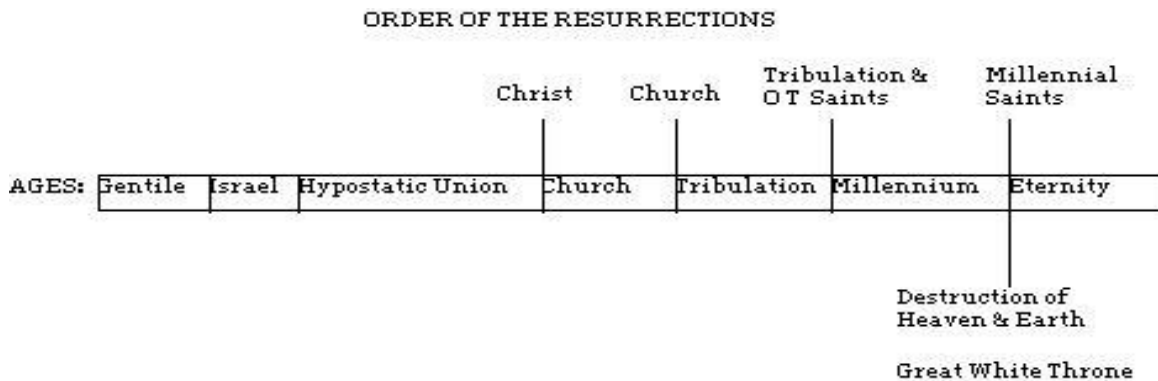 ORDER OF THE RESURRECTIONS
Christ
Church
Tribulation &
O T Saints
Millennial
Saints
AGES: Gentile Israel Hypostatic Union Church Tribulation Millennium Eternity
Destruction of
Heaven & Earth
Great White Throne